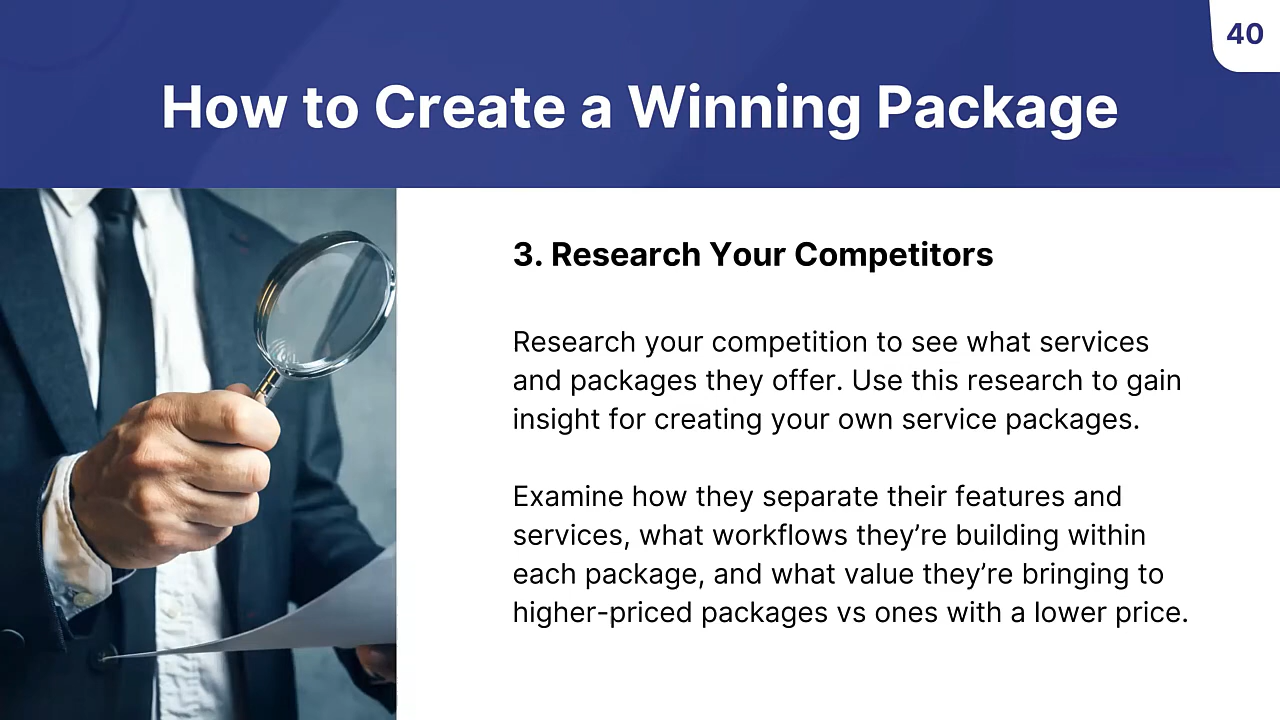 40
How to Create a Winning Package
3. Research Your Competitors
Research your competition to see what services
and packages they offer. Use this research to gain
insight for creating your own service packages.
Examine how they separate their features and
services, what workflows they’re building within
each package, and what value they’re bringing to
higher-priced packages vs ones with a lower price.